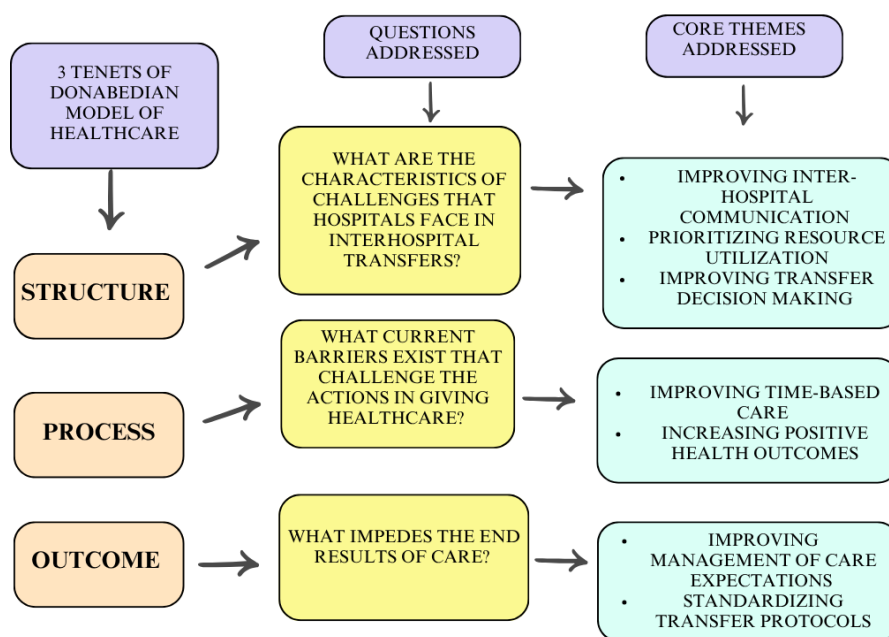 3 TENETS OF
DONABEDIAN
MODEL OF
HEALTHCARE
QUESTIONS
ADDRESSED
CORE THEMES
ADDRESSED
STRUCTURE
WHAT ARE THE
CHARACTERISTICS OF
CHALLENGES THAT
HOSPITALS FACE IN
INTERHOSPITAL
TRANSFERS?
• IMPROVING INTER-
HOSPITAL
COMMUNICATION
• PRIORITIZING RESOURCE
UTILIZATION
• IMPROVING TRANSFER
DECISION MAKING
PROCESS
WHAT CURRENT
BARRIERS EXIST THAT
CHALLENGE THE
ACTIONS IN GIVING
HEALTHCARE?
• IMPROVING TIME-BASED
CARE
• INCREASING POSITIVE
HEALTH OUTCOMES
OUTCOME
WHAT IMPEDES THE END
RESULTS OF CARE?
• IMPROVING
MANAGEMENT OF CARE
EXPECTATIONS
• STANDARDIZING
TRANSFER PROTOCOLS